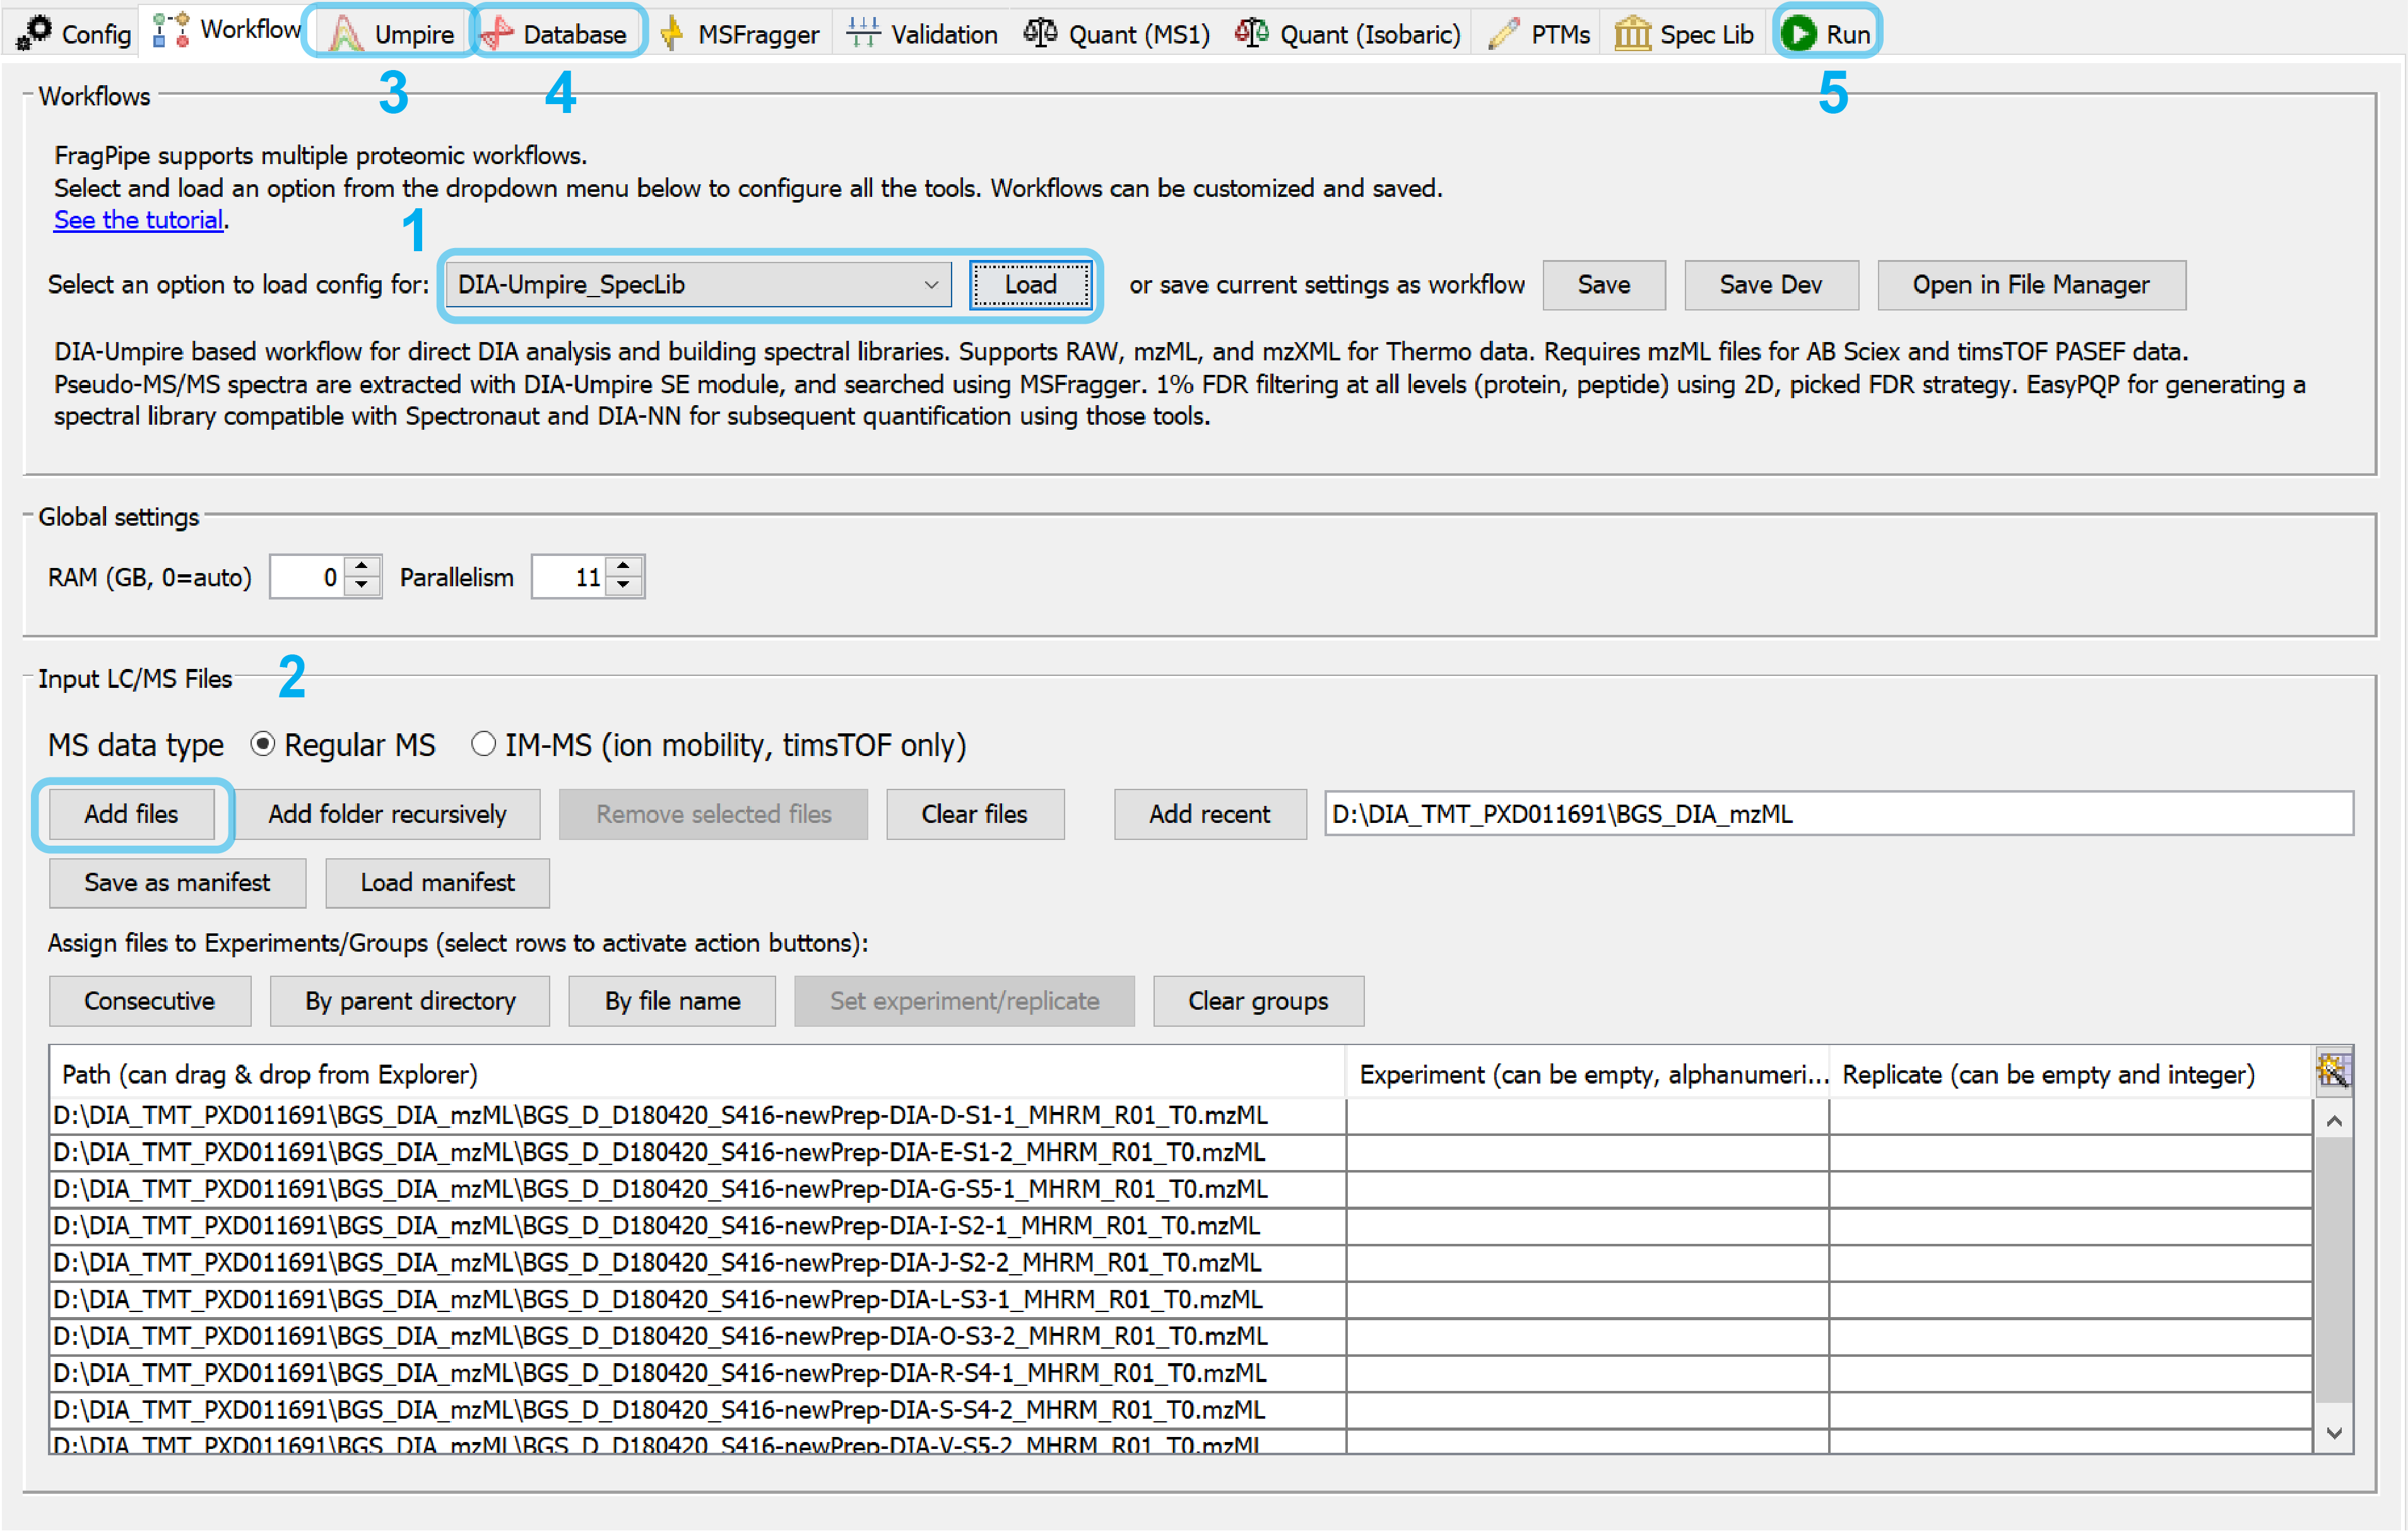 Config Workflow Umpire Database MSFragger Validation Quant (MS1) Quant (Isobaric) PTMs Spec Lib Run
3 4 5
Workflows
FragPipe supports multiple proteomic workflows.
Select and load an option from the dropdown menu below to configure all the tools. Workflows can be customized and saved.
See the tutorial.
1
Select an option to load config for: DIA-Umpire_SpecLib Load or save current settings as workflow Save Save Dev Open in File Manager
DIA-Umpire based workflow for direct DIA analysis and building spectral libraries. Supports RAW, mzML, and mzXML for Thermo data. Requires mzML files for AB Sciex and timsTOF PASEF data.
Pseudo-MS/MS spectra are extracted with DIA-Umpire SE module, and searched using MSFragger. 1% FDR filtering at all levels (protein, peptide) using 2D, picked FDR strategy. EasyPQP for generating a
spectral library compatible with Spectronaut and DIA-NN for subsequent quantification using those tools.
Global settings
RAM (GB, 0=auto) 0 Parallelism 11
Input LC/MS Files 2
MS data type Regular MS IM-MS (ion mobility, timsTOF only)
Add files Add folder recursively Remove selected files Clear files Add recent D:\DIA_TMT_PXD011691\BGS_DIA_mzML
Save as manifest Load manifest
Assign files to Experiments/Groups (select rows to activate action buttons):
Consecutive By parent directory By file name Set experiment/replicate Clear groups
Path (can drag & drop from Explorer) Experiment (can be empty, alphanumeri... Replicate (can be empty and integer)
D:\DIA_TMT_PXD011691\BGS_DIA_mzML\BGS_D_D180420_S416-newPrep-DIA-D-S1-1_MHRM_R01_T0.mzML
D:\DIA_TMT_PXD011691\BGS_DIA_mzML\BGS_D_D180420_S416-newPrep-DIA-E-S1-2_MHRM_R01_T0.mzML
D:\DIA_TMT_PXD011691\BGS_DIA_mzML\BGS_D_D180420_S416-newPrep-DIA-G-S5-1_MHRM_R01_T0.mzML
D:\DIA_TMT_PXD011691\BGS_DIA_mzML\BGS_D_D180420_S416-newPrep-DIA-I-S2-1_MHRM_R01_T0.mzML
D:\DIA_TMT_PXD011691\BGS_DIA_mzML\BGS_D_D180420_S416-newPrep-DIA-J-S2-2_MHRM_R01_T0.mzML
D:\DIA_TMT_PXD011691\BGS_DIA_mzML\BGS_D_D180420_S416-newPrep-DIA-L-S3-1_MHRM_R01_T0.mzML
D:\DIA_TMT_PXD011691\BGS_DIA_mzML\BGS_D_D180420_S416-newPrep-DIA-O-S3-2_MHRM_R01_T0.mzML
D:\DIA_TMT_PXD011691\BGS_DIA_mzML\BGS_D_D180420_S416-newPrep-DIA-R-S4-1_MHRM_R01_T0.mzML
D:\DIA_TMT_PXD011691\BGS_DIA_mzML\BGS_D_D180420_S416-newPrep-DIA-S-S4-2_MHRM_R01_T0.mzML
D:\DIA_TMT_PXD011691\BGS_DIA_mzML\BGS_D_D180420_S416-newPrep-DIA-V-S5-2_MHRM_R01_T0.mzML